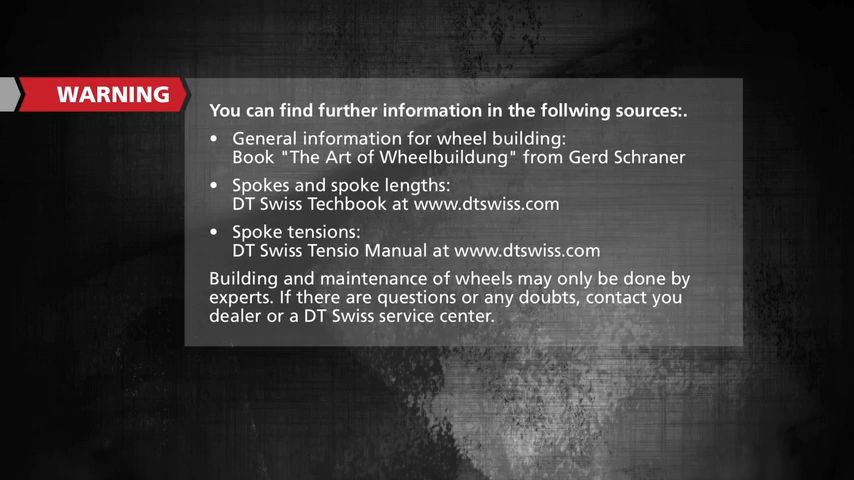 WARNING
You can find further information in the follwing sources:.
• General information for wheel building:
Book "The Art of Wheelbuildung" from Gerd Schraner
• Spokes and spoke lengths:
DT Swiss Techbook at www.dtswiss.com
• Spoke tensions:
DT Swiss Tensio Manual at www.dtswiss.com
Building and maintenance of wheels may only be done by
experts. If there are questions or any doubts, contact you
dealer or a DT Swiss service center.